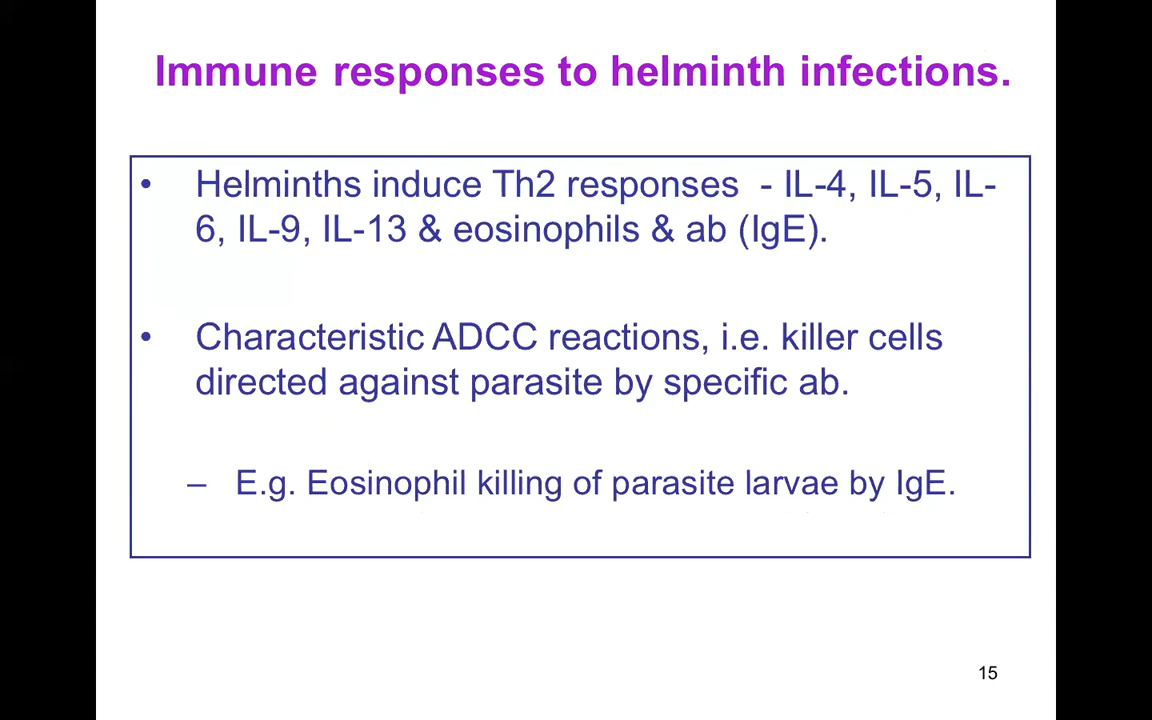 Immune responses to helminth infections.
• Helminths induce Th2 responses - IL-4, IL-5, IL-
6, IL-9, IL-13 & eosinophils & ab (IgE).
• Characteristic ADCC reactions, i.e. killer cells
directed against parasite by specific ab.
– E.g. Eosinophil killing of parasite larvae by IgE.
15